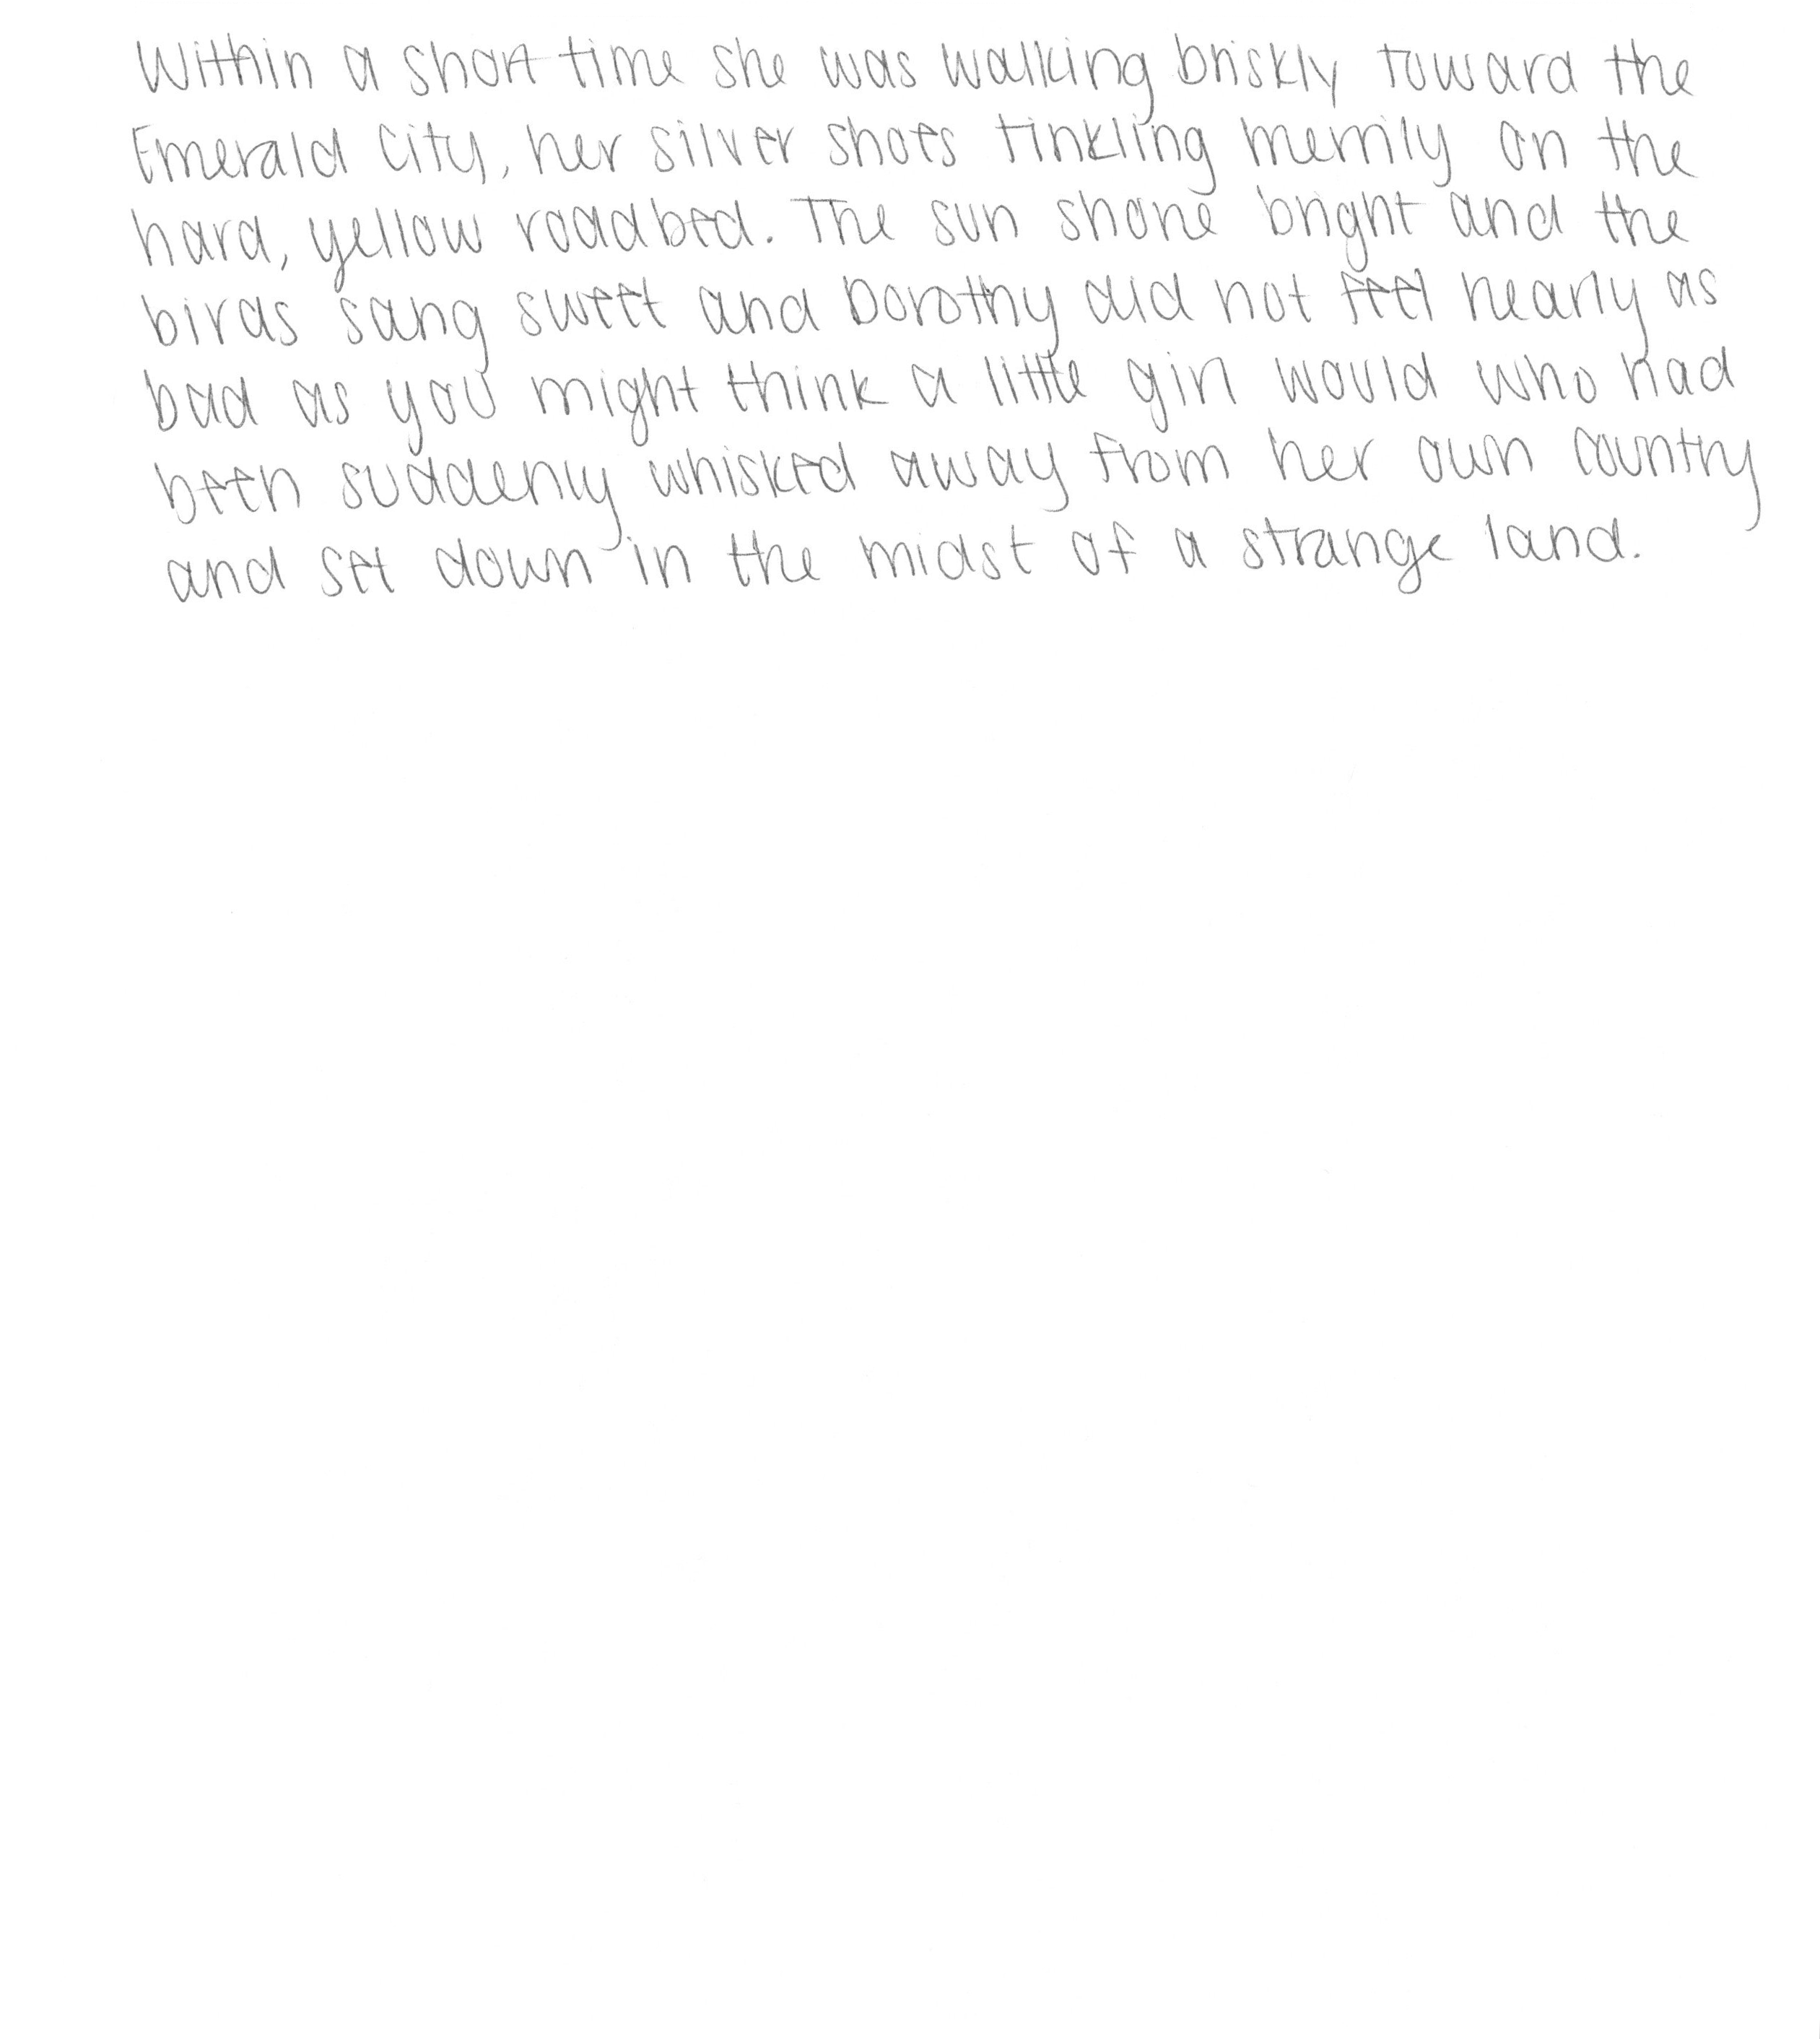 Within a short time she was walking briskly toward the
Emerald City, her silver shoes tinkling merrily on the
hard, yellow roadbed. The sun shone bright and the
birds sang sweet and Dorothy did not feel nearly as
bad as you might think a little girl would who had
been suddenly whisked away from her own country
and set down in the midst of a strange land.